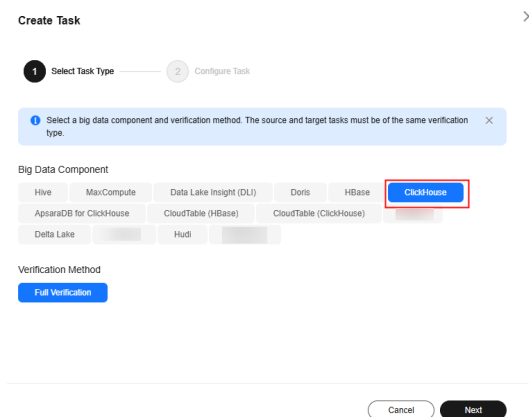 Create Task
1 Select Task Type 2 Configure Task
Select a big data component and verification method. The source and target tasks must be of the same verification
type.
Big Data Component
Hive MaxCompute Data Lake Insight (DLI) Doris HBase ClickHouse
ApsaraDB for ClickHouse CloudTable (HBase) CloudTable (ClickHouse)
Delta Lake Hudi
Verification Method
Full Verification
Cancel Next